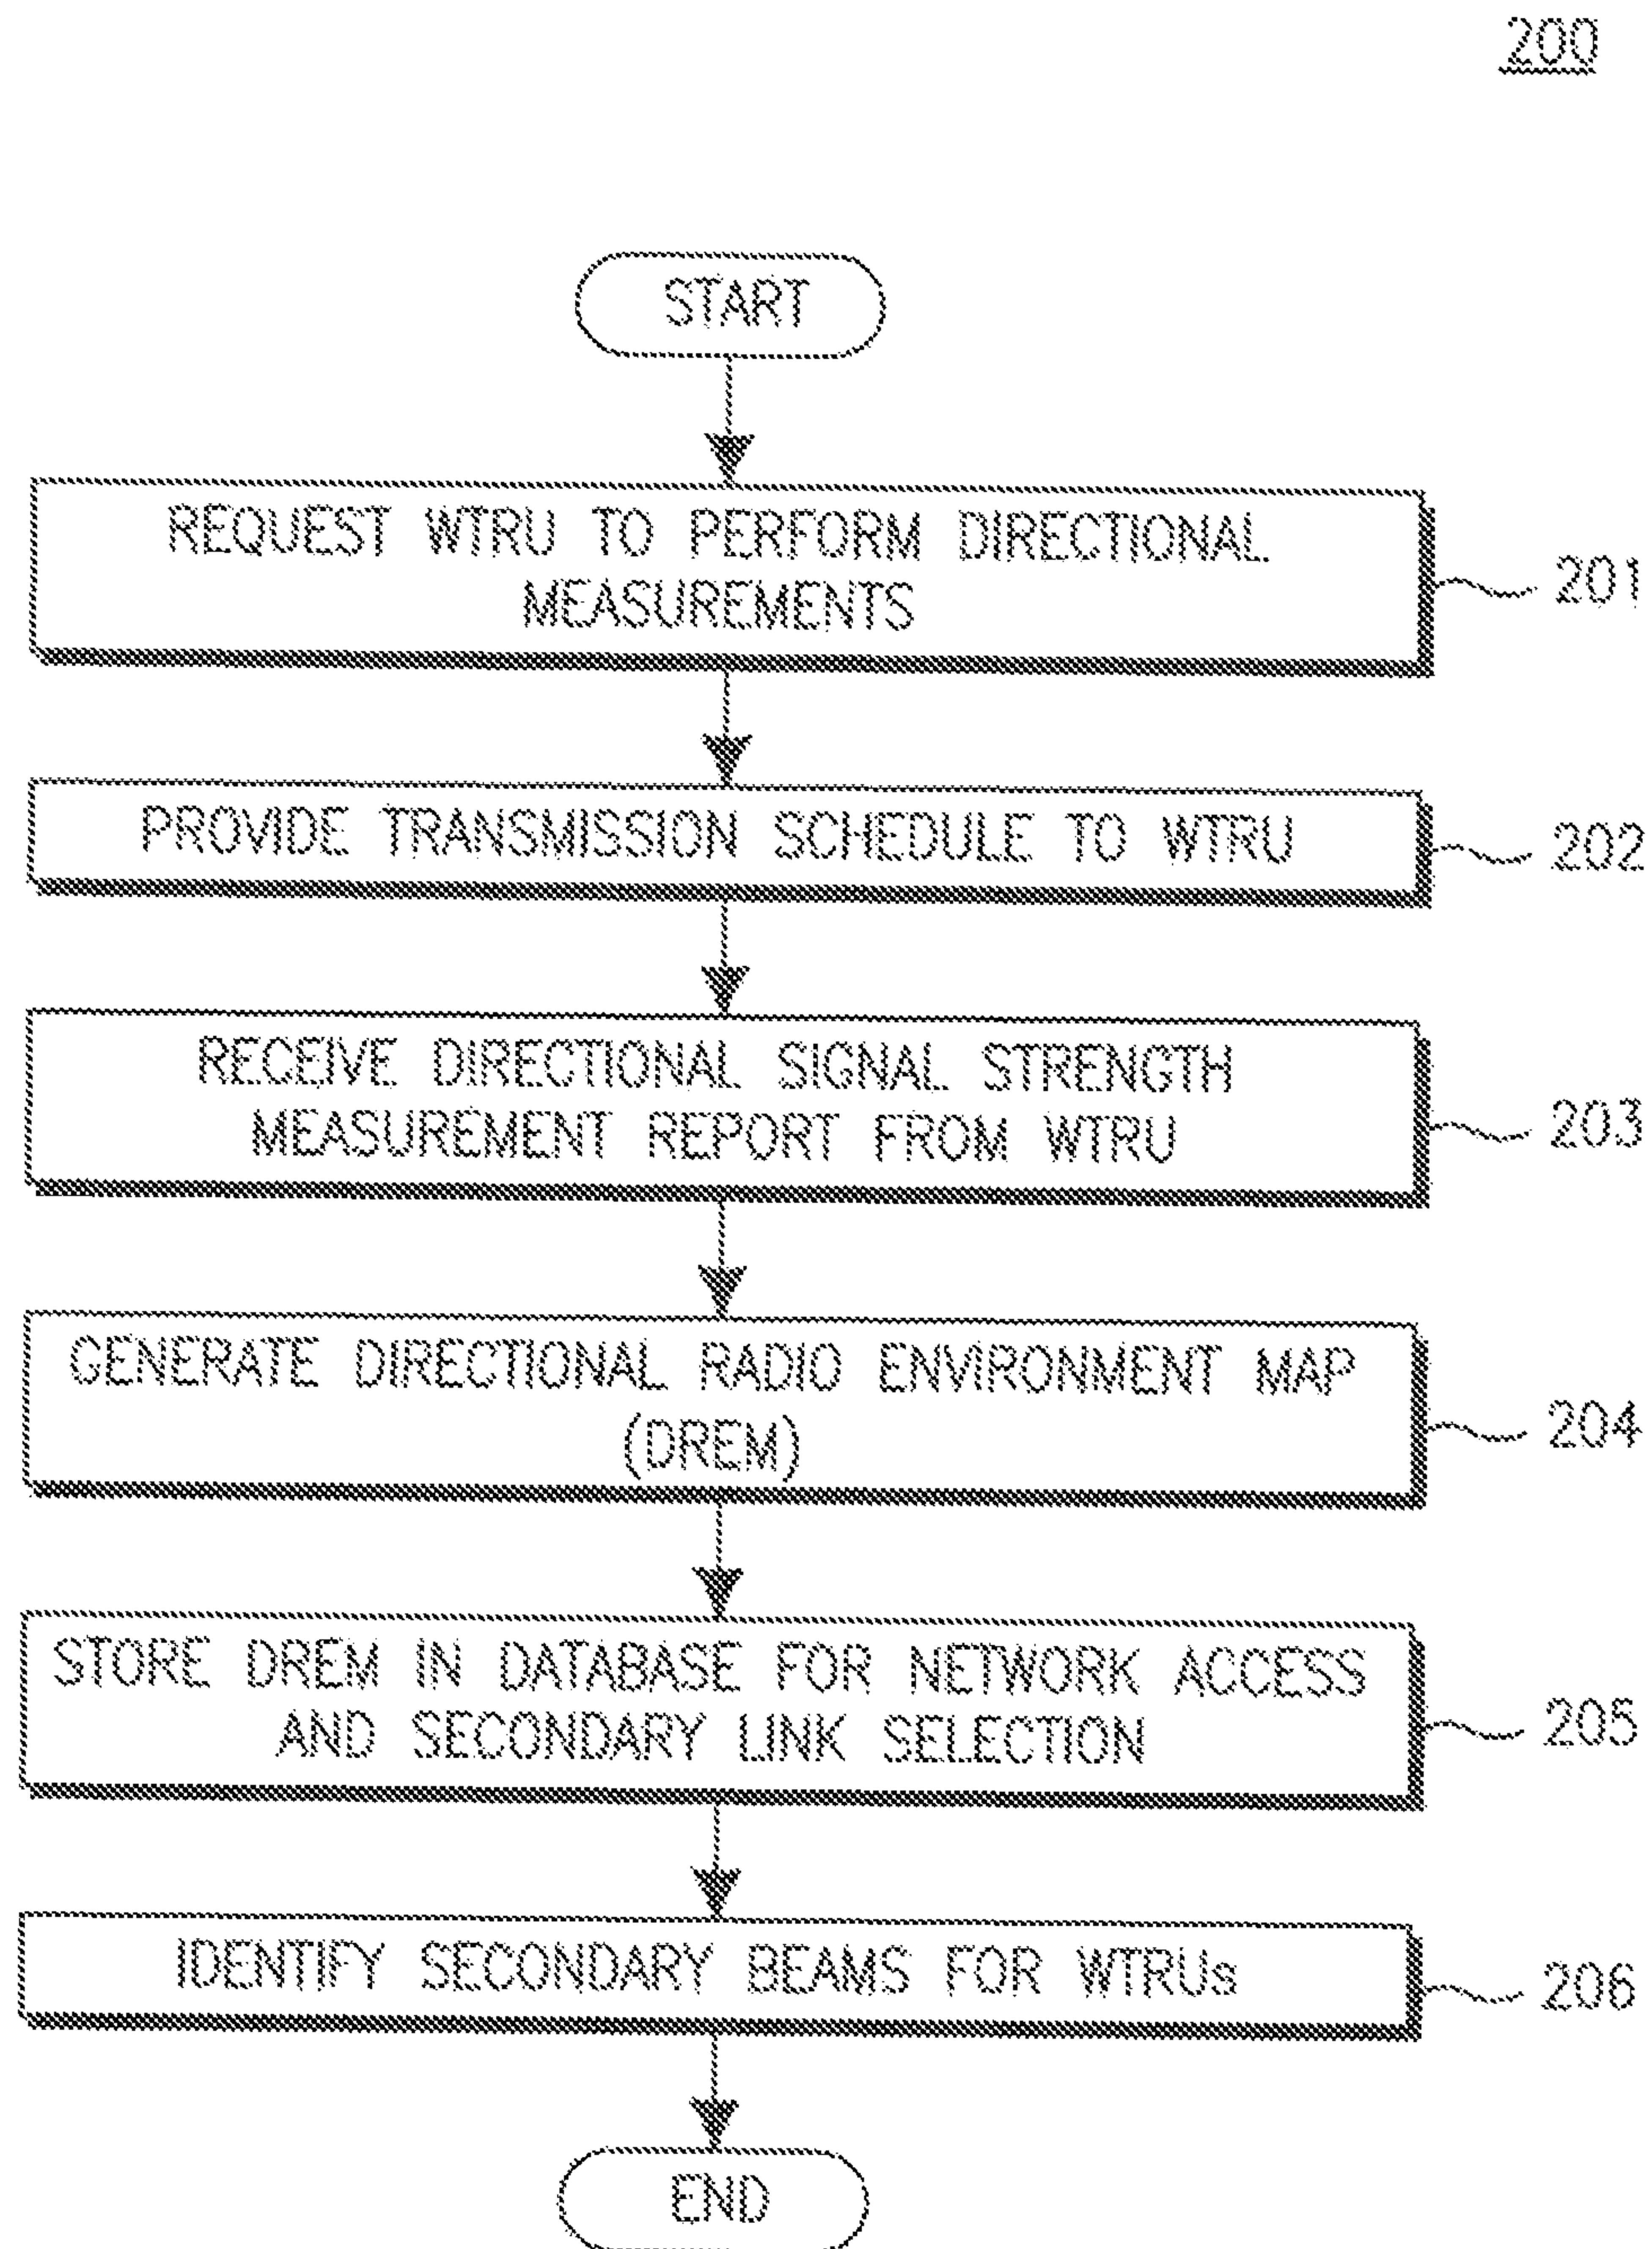 200
START
REQUEST WTRU TO PERFORM DIRECTIONAL
MEASUREMENTS
201
PROVIDE TRANSMISSION SCHEDULE TO WTRU
202
RECEIVE DIRECTIONAL SIGNAL STRENGTH
MEASUREMENT REPORT FROM WTRU
203
GENERATE DIRECTIONAL RADIO ENVIRONMENT MAP
(DREM)
204
STORE DREM IN DATABASE FOR NETWORK ACCESS
AND SECONDARY LINK SELECTION
205
IDENTIFY SECONDARY BEAMS FOR WTRUs
206
END